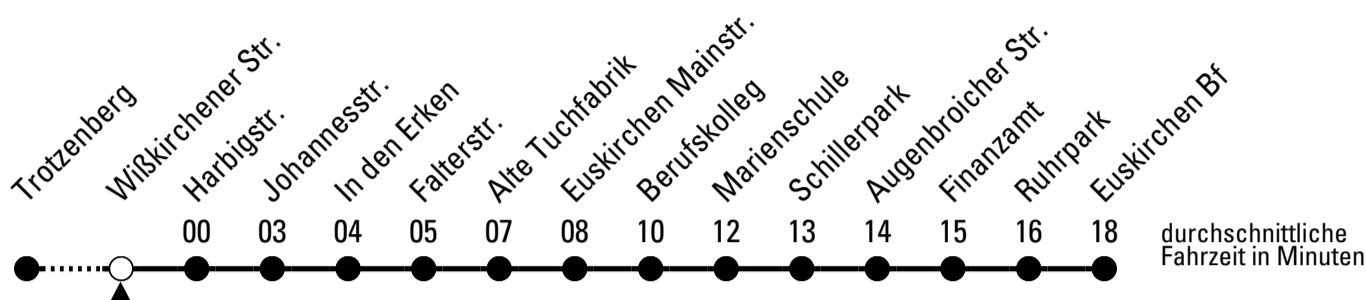 Trotzenberg
Wißkirchener Str.
Harbigstr.
Johannesstr.
In den Erken
Falterstr.
Alte Tuchfabrik
Euskirchen Mainstr.
Berufskolleg
Marienschule
Schillerpark
Augenbroicher Str.
Finanzamt
Ruhrpark
Euskirchen Bf
00 03 04 05 07 08 10 12 13 14 15 16 18
durchschnittliche
Fahrzeit in Minuten